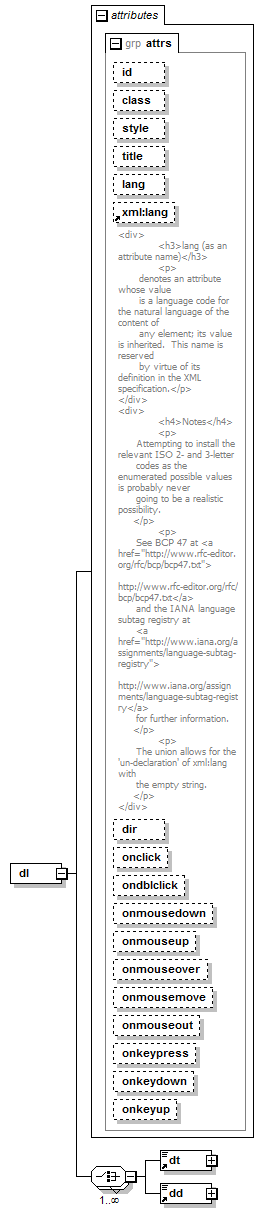 attributes
grp attrs
id
class
style
title
lang
xml:lang
<div>
<h3>lang (as an
attribute name)</h3>
<p>
denotes an attribute
whose value
is a language code for
the natural language of the
content of
any element; its value
is inherited.  This name is
reserved
by virtue of its
definition in the XML
specification.</p>
</div>
<div>
<h4>Notes</h4>
<p>
Attempting to install the
relevant ISO 2- and 3-letter
codes as the
enumerated possible values
is probably never
going to be a realistic
possibility.
</p>
<p>
See BCP 47 at <a
href="http://www.rfc-editor.
org/rfc/bcp/bcp47.txt">
http://www.rfc-editor.org/rfc/
bcp/bcp47.txt</a>
and the IANA language
subtag registry at
<a
href="http://www.iana.org/a
ssignments/language-subtag-
registry">
http://www.iana.org/assign
ments/language-subtag-regist
ry</a>
for further information.
</p>
<p>
The union allows for the
'un-declaration' of xml:lang
with
the empty string.
</p>
</div>
dir
onclick
dl
ondblclick
onmousedown
onmouseup
onmouseover
onmousemove
onmouseout
onkeypress
onkeydown
onkeyup
dt
dd
1..∞